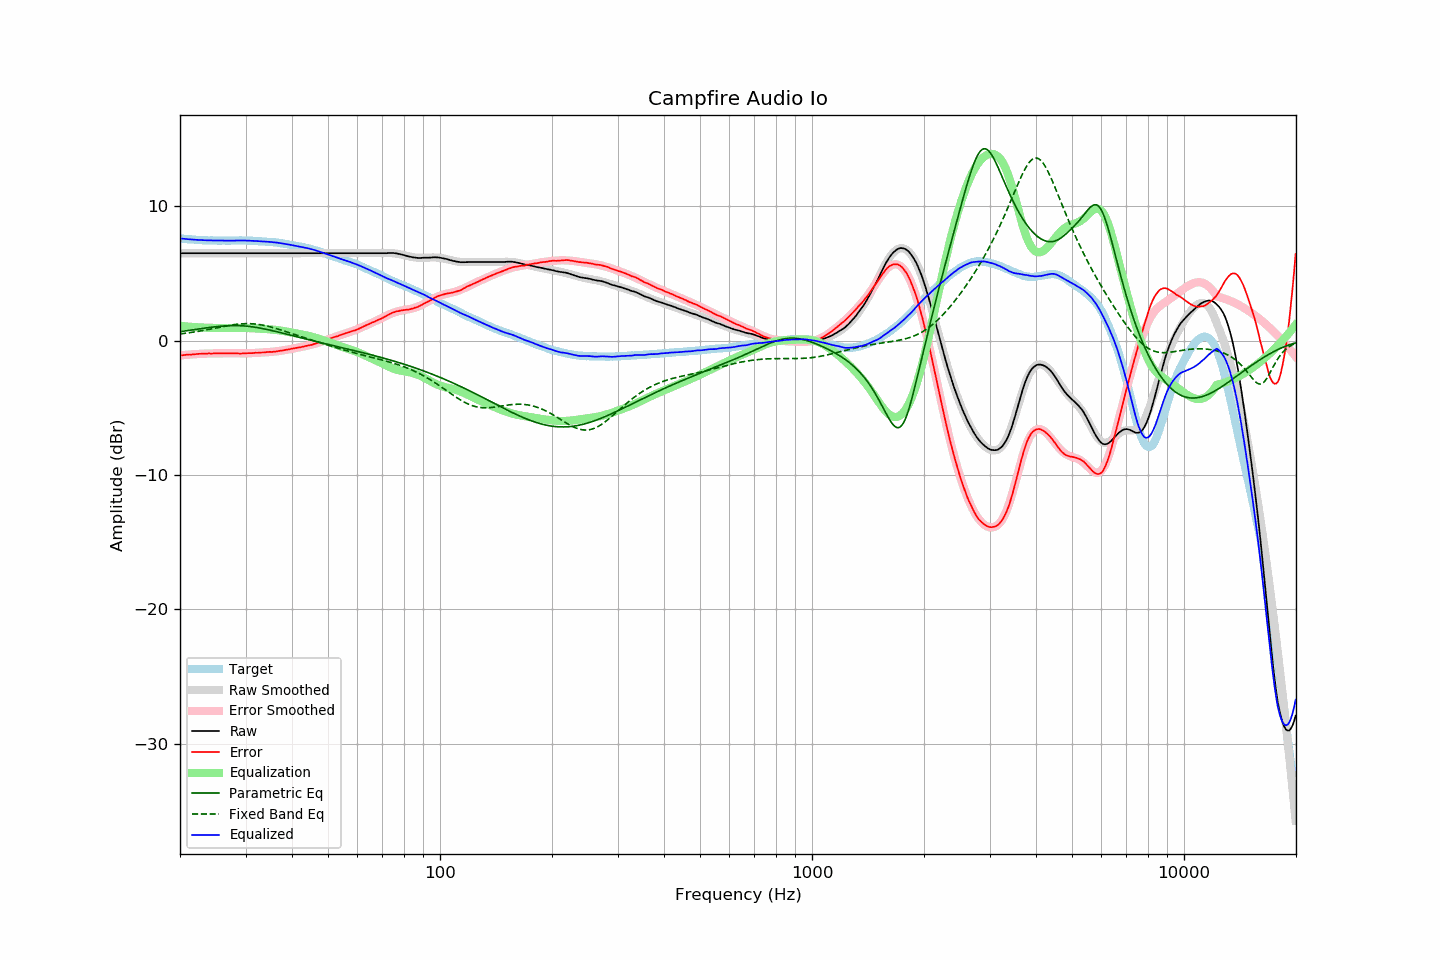 Campfire Audio Io
Amplitude (dBr)
10
0
−10
−20
−30
Target
Raw Smoothed
Error Smoothed
Raw
Error
Equalization
Parametric Eq
Fixed Band Eq
Equalized
100
1000
10000
Frequency (Hz)